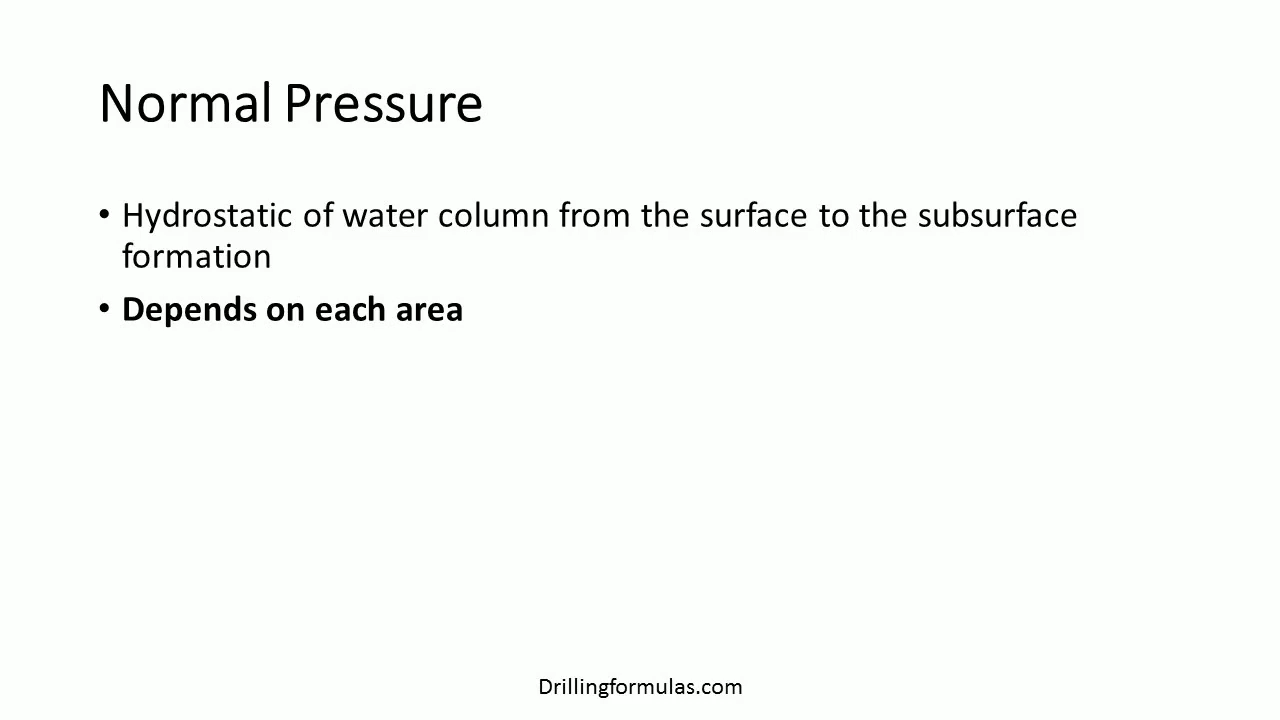 Normal Pressure
• Hydrostatic of water column from the surface to the subsurface
formation
• Depends on each area
Drillingformulas.com